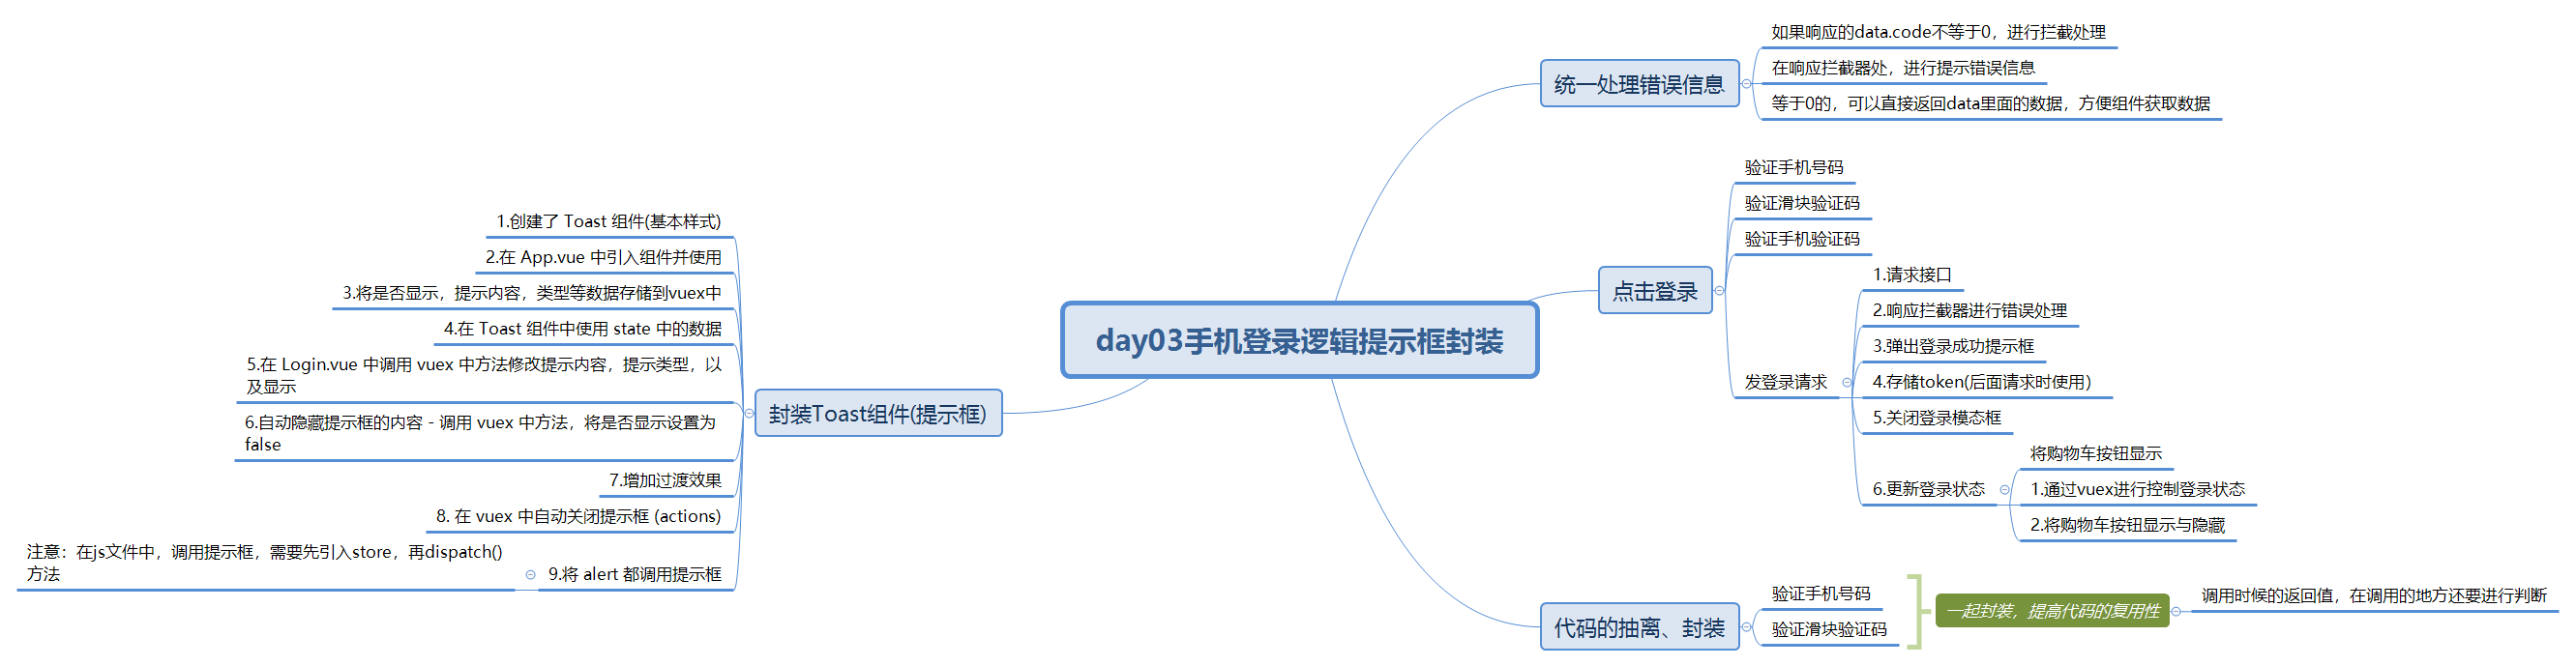 day03手机登录逻辑提示框封装
统一处理错误信息
如果响应的data.code不等于0，进行拦截处理
在响应拦截器处，进行提示错误信息
等于0的，可以直接返回data里面的数据，方便组件获取数据
点击登录
验证手机号码
验证滑块验证码
验证手机验证码
发登录请求
1.请求接口
2.响应拦截器进行错误处理
3.弹出登录成功提示框
4.存储token(后面请求时使用)
5.关闭登录模态框
6.更新登录状态
将购物车按钮显示
1.通过vuex进行控制登录状态
2.将购物车按钮显示与隐藏
代码的抽离、封装
验证手机号码
验证滑块验证码
一起封装，提高代码的复用性
调用时候的返回值，在调用的地方还要进行判断
封装Toast组件(提示框)
1.创建了 Toast 组件(基本样式)
2.在 App.vue 中引入组件并使用
3.将是否显示，提示内容，类型等数据存储到vuex中
4.在 Toast 组件中使用 state 中的数据
5.在 Login.vue 中调用 vuex 中方法修改提示内容，提示类型，以
及显示
6.自动隐藏提示框的内容 - 调用 vuex 中方法，将是否显示设置为
false
7.增加过渡效果
8. 在 vuex 中自动关闭提示框 (actions)
9.将 alert 都调用提示框
注意：在js文件中，调用提示框，需要先引入store，再dispatch()
方法